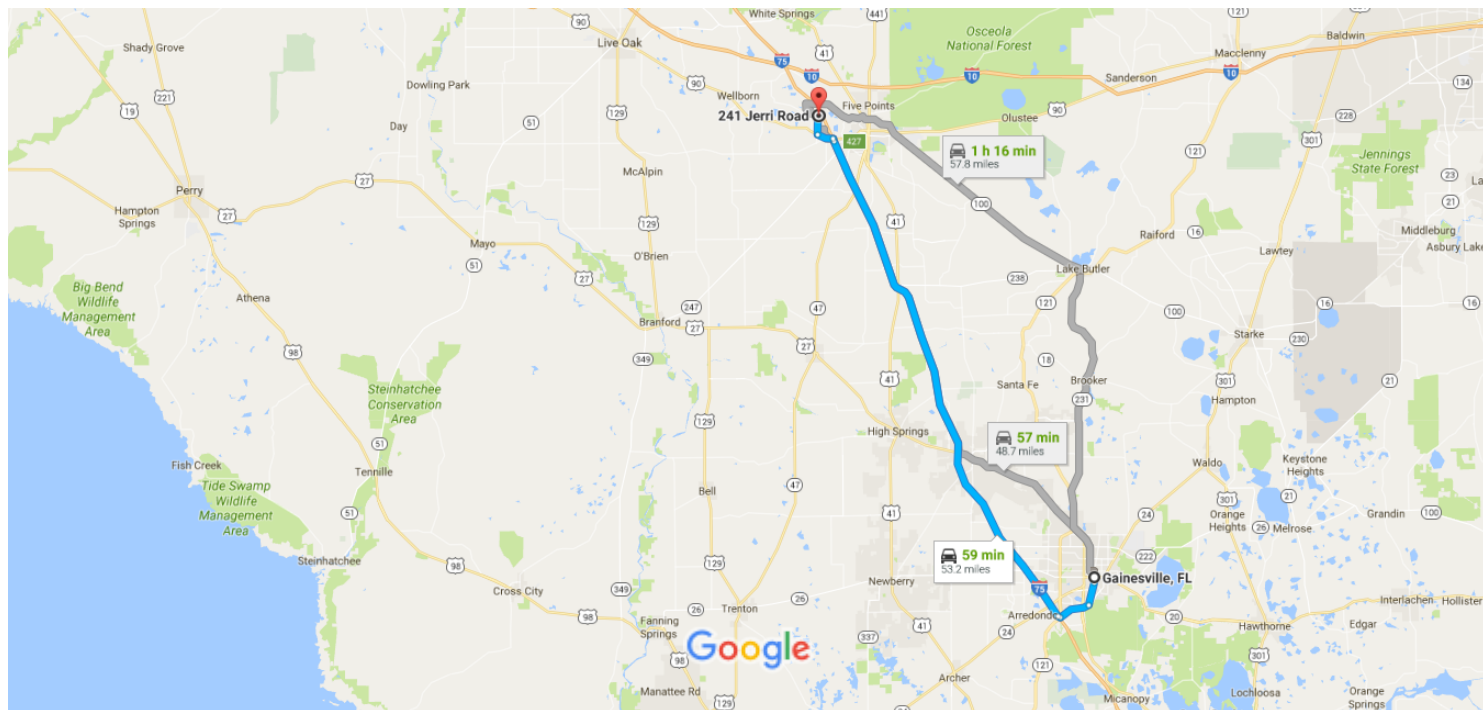 White Springs
441
Osceola
National Forest
121
Baldwin
90
41
Shady Grove
Live Oak
Macclenny
75
10
10
Sanderson
10
134
221
Dowling Park
Wellborn
90
129
Five Points
90
19
51
241 Jerri Road
Olustee
301
Day
427
1 h 16 min
57.8 miles
121
Jennings
State Forest
McAlpin
23
Perry
27
129
100
21
Hampton
Springs
27
41
Raiford
16
Middleburg
Mayo
Lawtey
Asbury Lake
51
O'Brien
Lake Butler
27
238
Big Bend
Wildlife
Management
Area
Athena
247
47
121
301
16
16
Branford
27
100
Starke
98
27
230
349
18
Santa Fe
Brooker
21
Steinhatchee
Conservation
Area
41
231
301
Hampton
129
High Springs
57 min
48.7 miles
51
Fish Creek
Tennille
Waldo
Keystone
Heights
Tide Swamp
Wildlife
Management
Area
Bell
47
301
21
51
41
24
Orange
Heights
26
Melrose
Grandin
100
Steinhatchee
59 min
53.2 miles
222
98
129
349
Newberry
75
Gainesville, FL
Cross City
26
Trenton
26
Arredondo
20
Interlachen
Hollister
Fanning
Springs
Google
41
24
Hawthorne
Edgar
337
98
121
301
Archer
Manatee Rd
129
Micanopy
Lochloosa
Orange
Springs